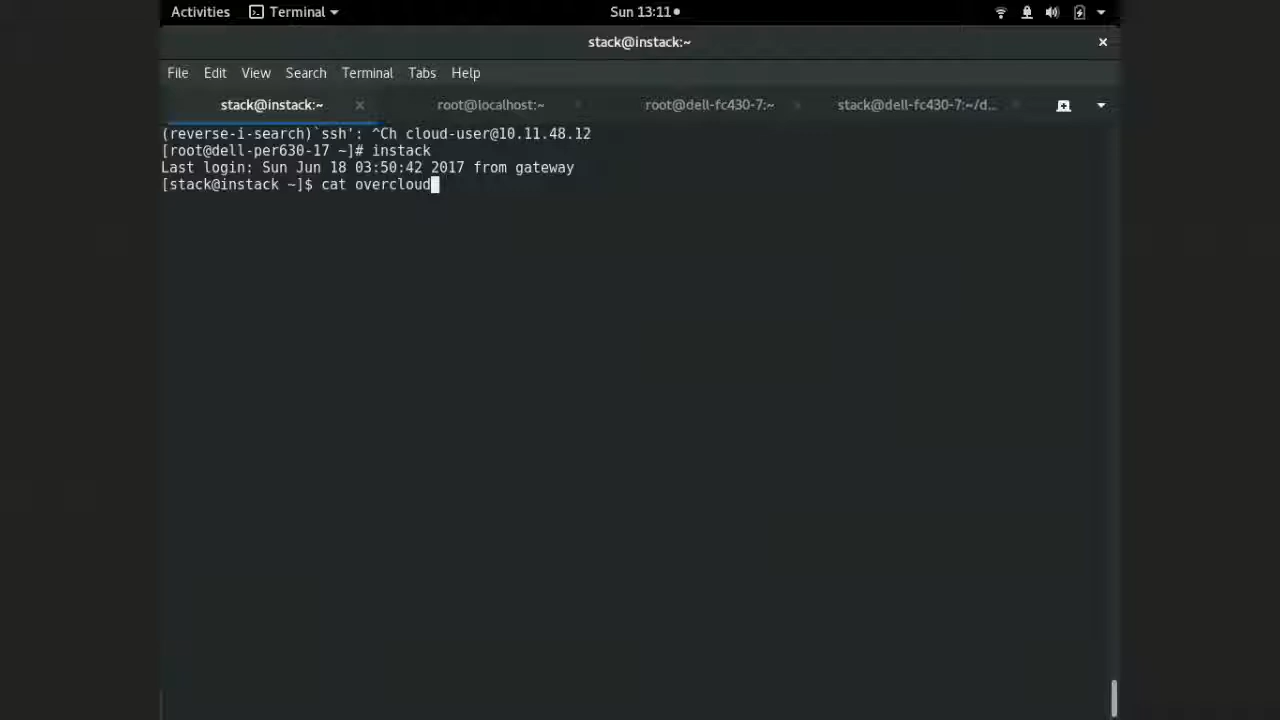 Activities Terminal Sun 13:11
stack@instack:~
File Edit View Search Terminal Tabs Help
stack@instack:~ root@localhost:~ root@dell-fc430-7:~ stack@dell-fc430-7:~/d...
(reverse-i-search)`ssh': ^Ch cloud-user@10.11.48.12
[root@dell-per630-17 ~]# instack
Last login: Sun Jun 18 03:50:42 2017 from gateway
[stack@instack ~]$ cat overcloud